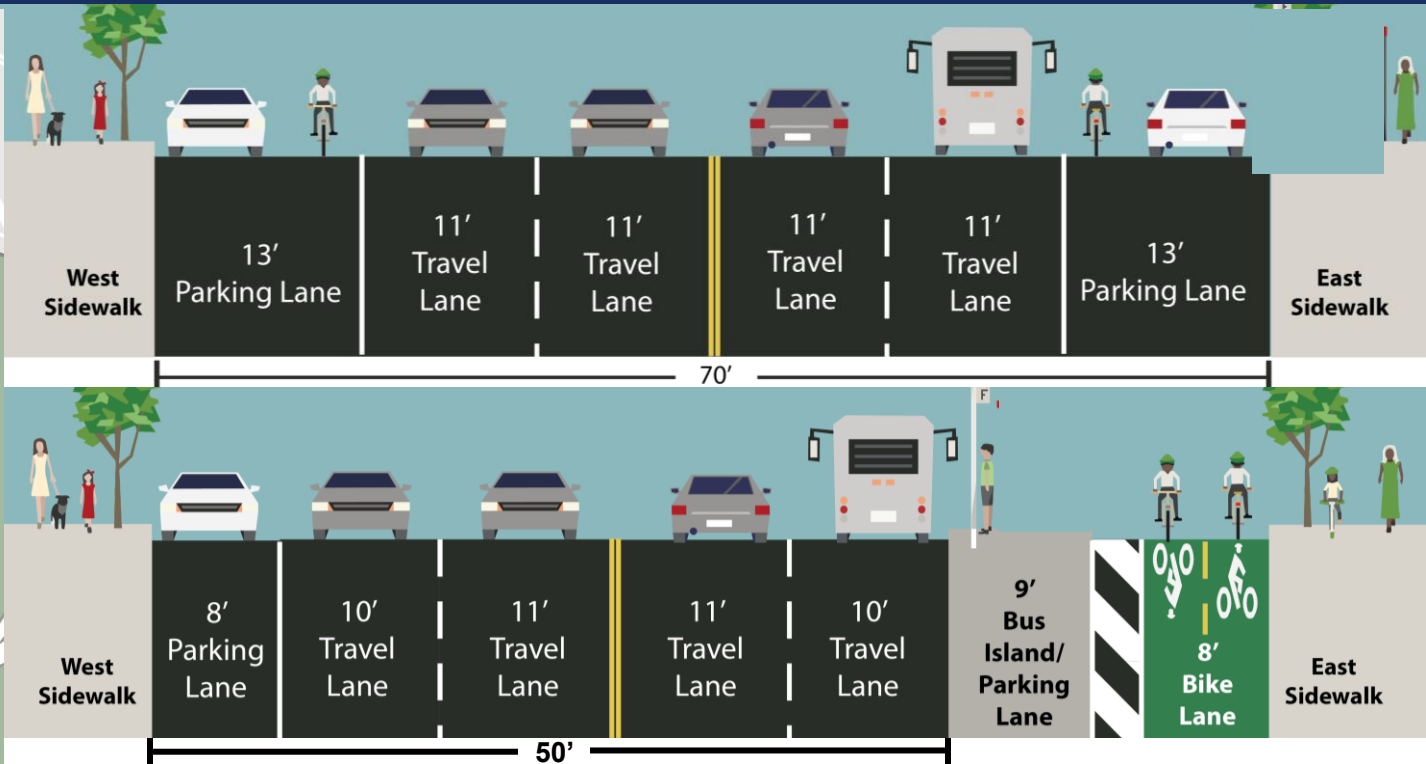 West
Sidewalk
13′
Parking Lane
11′
Travel
Lane
11′
Travel
Lane
11′
Travel
Lane
11′
Travel
Lane
13′
Parking Lane
East
Sidewalk
70′
F
West
Sidewalk
8′
Parking
Lane
10′
Travel
Lane
11′
Travel
Lane
11′
Travel
Lane
10′
Travel
Lane
9′
Bus
Island/
Parking
Lane
8′
Bike
Lane
East
Sidewalk
50’